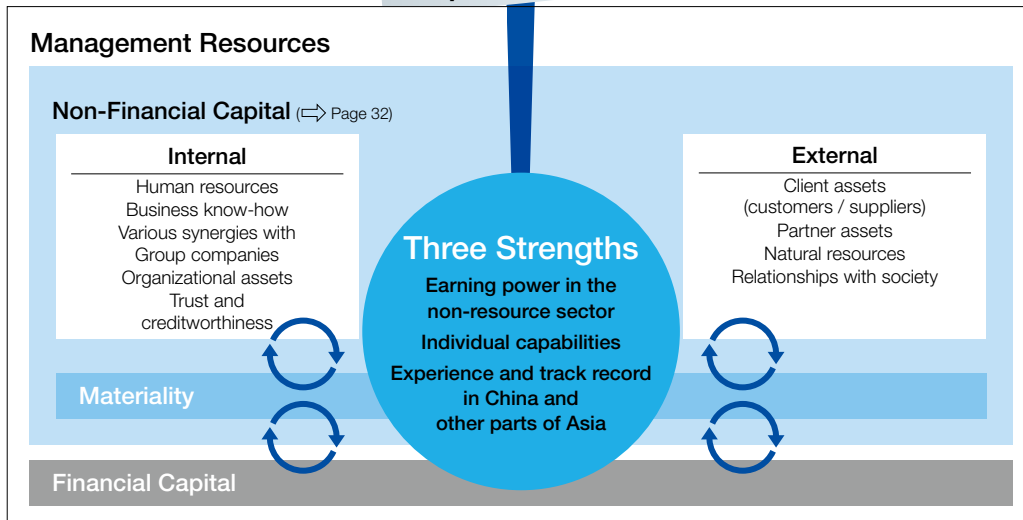 Management Resources
Non-Financial Capital (⇨ Page 32)
Internal
Human resources
Business know-how
Various synergies with
Group companies
Organizational assets
Trust and
creditworthiness
Three Strengths
Earning power in the
non-resource sector
Individual capabilities
Experience and track record
in China and
other parts of Asia
External
Client assets
(customers / suppliers)
Partner assets
Natural resources
Relationships with society
Materiality
Financial Capital